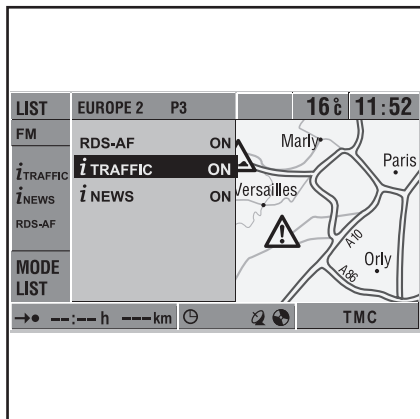 LIST EUROPE 2 P3 16°c 11:52
FM
RDS-AF ON
i TRAFFIC ON
i NEWS ON
i TRAFFIC
i NEWS
RDS-AF
MODE
LIST
Marly
Paris
Versailles
A10
Orly
A86
--:-- h --- km TMC